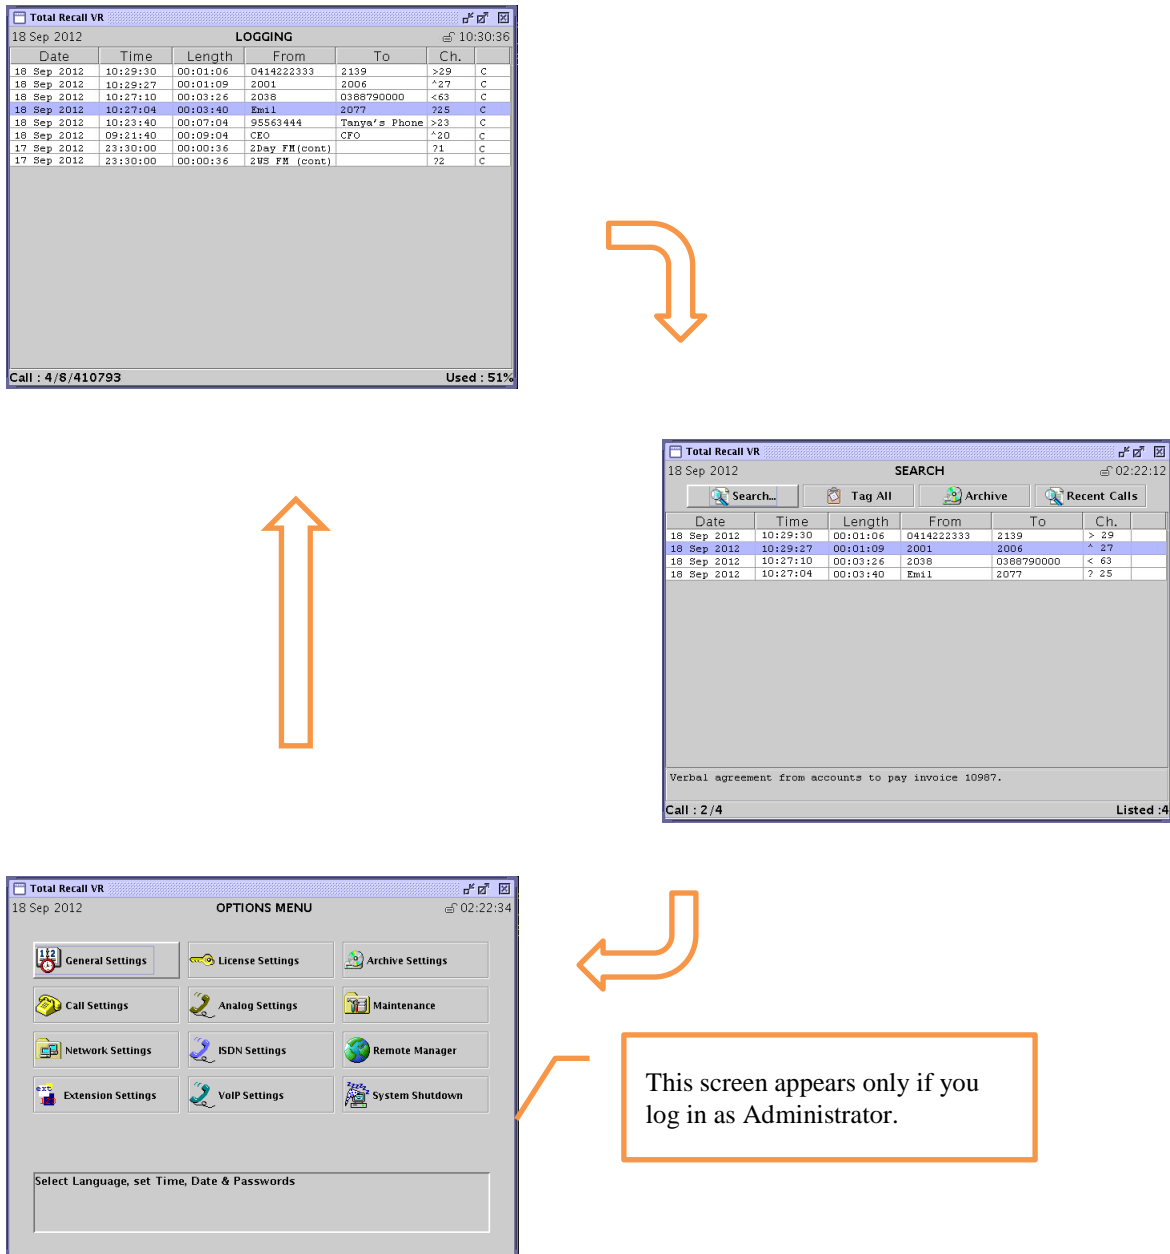 Total Recall VR
18 Sep 2012 LOGGING 10:30:36
Date Time Length From To Ch.
18 Sep 2012 10:29:30 00:01:06 0414222333 2139 >29 C
18 Sep 2012 10:29:27 00:01:09 2001 2006 ^27 C
18 Sep 2012 10:27:10 00:03:26 2038 0388790000 <63 C
18 Sep 2012 10:27:04 00:03:40 Emil 2077 ?25 C
18 Sep 2012 10:23:40 00:07:04 95563444 Tanya's Phone >23 C
18 Sep 2012 09:21:40 00:09:04 CEO CFO ^20 C
17 Sep 2012 23:30:00 00:00:36 2Day FM(cont) ?1 C
17 Sep 2012 23:30:00 00:00:36 2WS FM (cont) ?2 C
Call : 4/8/410793 Used : 51%
Total Recall VR
18 Sep 2012 SEARCH 02:22:12
Search... Tag All Archive Recent Calls
Date Time Length From To Ch.
18 Sep 2012 10:29:30 00:01:06 0414222333 2139 > 29
18 Sep 2012 10:29:27 00:01:09 2001 2006 ^ 27
18 Sep 2012 10:27:10 00:03:26 2038 0388790000 < 63
18 Sep 2012 10:27:04 00:03:40 Emil 2077 ? 25
Verbal agreement from accounts to pay invoice 10987.
Call : 2/4 Listed :4
Total Recall VR
18 Sep 2012 OPTIONS MENU 02:22:34
General Settings License Settings Archive Settings
Call Settings Analog Settings Maintenance
Network Settings ISDN Settings Remote Manager
Extension Settings VoIP Settings System Shutdown
Select Language, set Time, Date & Passwords
This screen appears only if you
log in as Administrator.